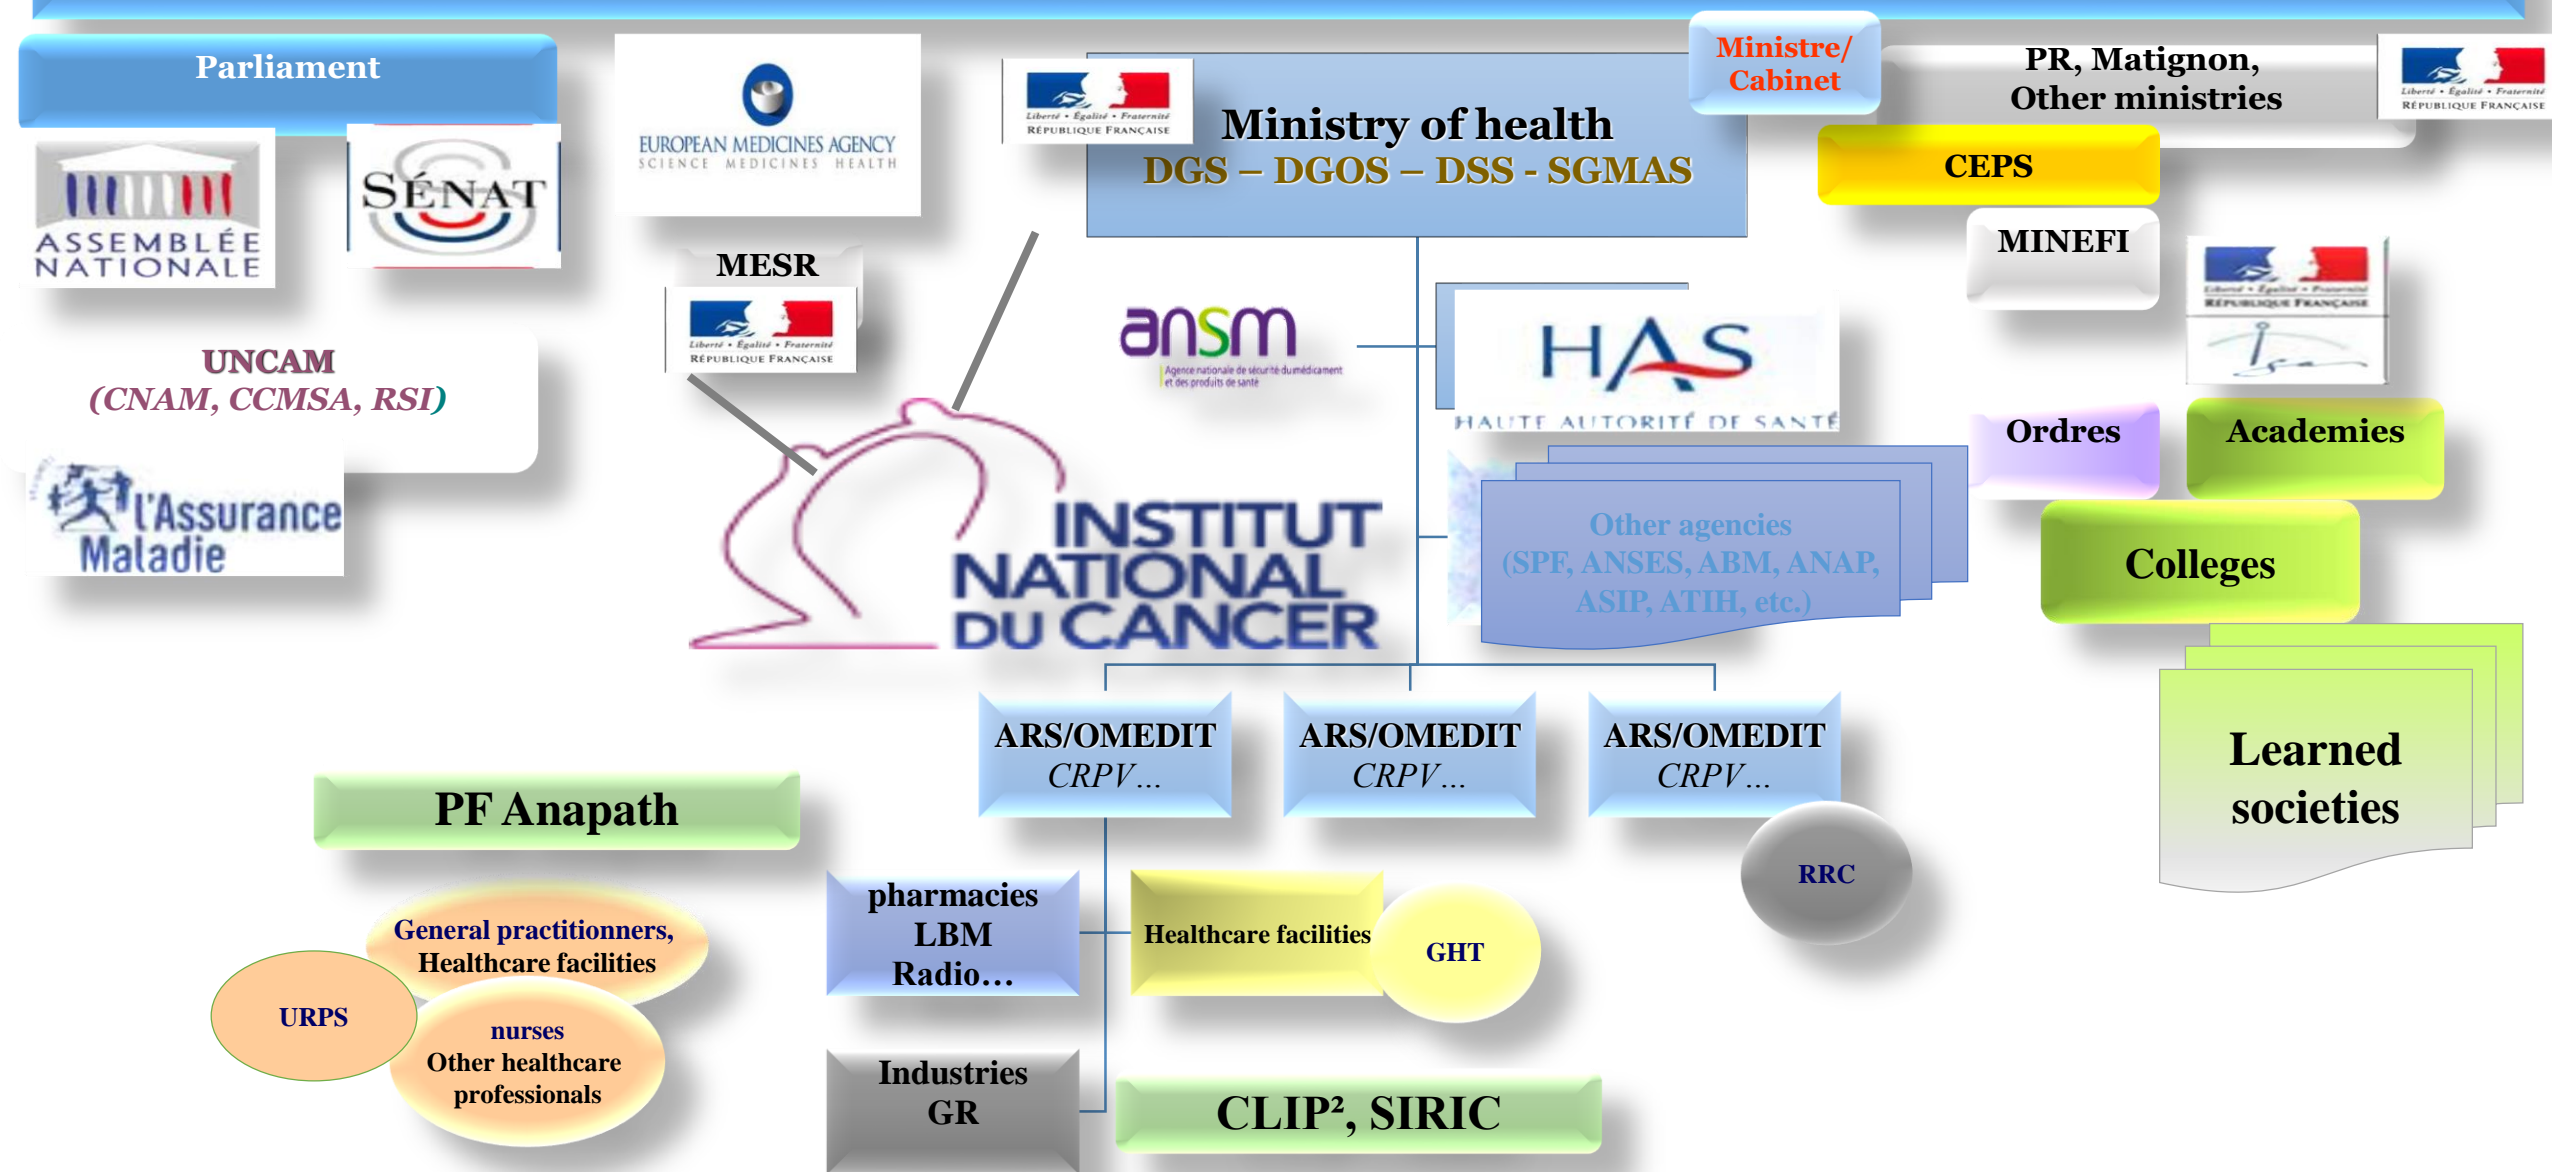 Parliament
ASSEMBLÉE
NATIONALE
SÉNAT
EUROPEAN MEDICINES AGENCY
SCIENCE MEDICINES HEALTH
Liberté • Égalité • Fraternité
RÉPUBLIQUE FRANÇAISE
Ministry of health
DGS – DGOS – DSS - SGMAS
Ministre/
Cabinet
PR, Matignon,
Other ministries
Liberté • Égalité • Fraternité
RÉPUBLIQUE FRANÇAISE
CEPS
MINEFI
MESR
Liberté • Égalité • Fraternité
RÉPUBLIQUE FRANÇAISE
Liberté • Égalité • Fraternité
RÉPUBLIQUE FRANÇAISE
UNCAM
(CNAM, CCMSA, RSI)
l'Assurance
Maladie
ansm
Agence nationale de sécurité du médicament
et des produits de santé
HAS
HAUTE AUTORITÉ DE SANTÉ
Ordres
Academies
Colleges
INSTITUT
NATIONAL
DU CANCER
Other agencies
(SPF, ANSES, ABM, ANAP,
ASIP, ATIH, etc.)
Learned
societies
ARS/OMEDIT
CRPV...
ARS/OMEDIT
CRPV...
ARS/OMEDIT
CRPV...
RRC
PF Anapath
General practitionners,
Healthcare facilities
URPS
nurses
Other healthcare
professionals
pharmacies
LBM
Radio...
Healthcare facilities
GHT
Industries
GR
CLIP², SIRIC